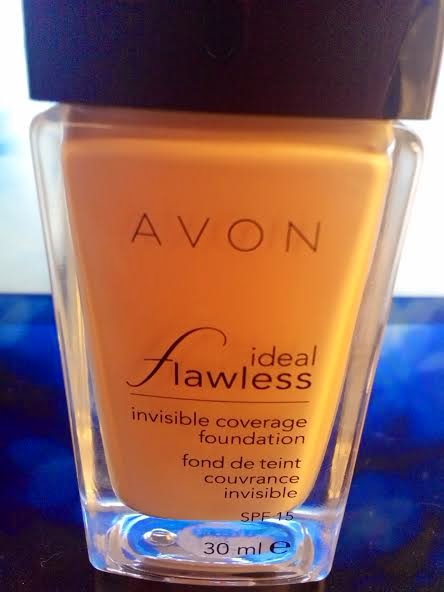 AVON
ideal
flawless
invisible coverage
foundation
fond de teint
couvrance
invisible
SPF 15
30 ml e